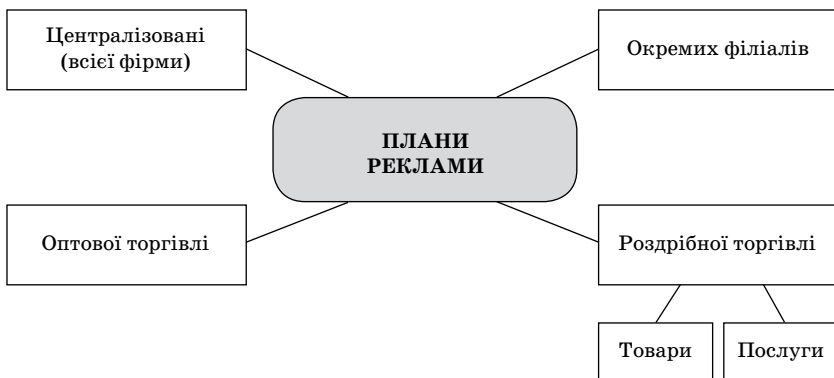 Централізовані
(всієї фірми)
Окремих філіалів
ПЛАНИ
РЕКЛАМИ
Оптової торгівлі
Роздрібної торгівлі
Товари
Послуги